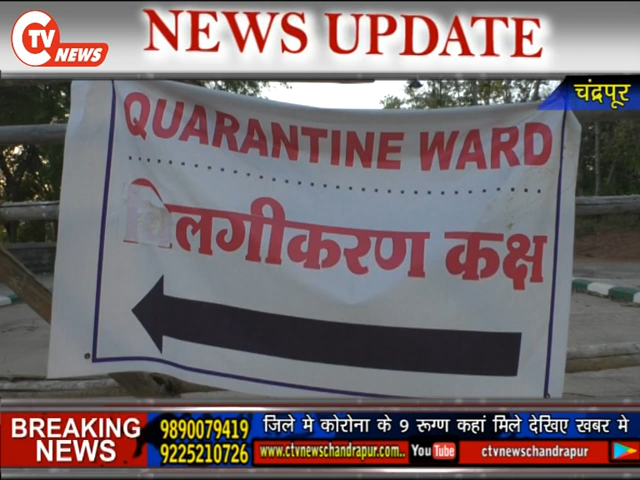 C TV NEWS
NEWS UPDATE
चंद्रपूर
QUARANTINE WARD
विलगीकरण कक्ष
BREAKING NEWS
9890079419
9225210726
जिले मे कोरोना के 9 रूग्ण कहां मिले देखिए खबर मे
www.ctvnewschandrapur.com. YouTube ctvnewschandrapur